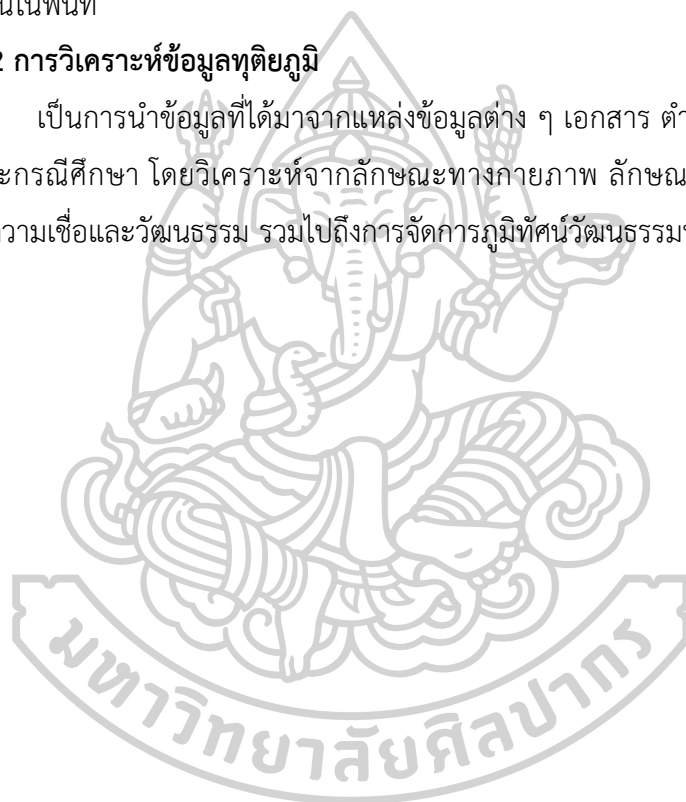 นในพื้นที่
2 การวิเคราะห์ข้อมูลทุติยภูมิ
เป็นการนำข้อมูลที่ได้มาจากแหล่งข้อมูลต่าง ๆ เอกสาร ตำ
ะกรณีศึกษา โดยวิเคราะห์จากลักษณะทางกายภาพ ลักษณ
วามเชื่อและวัฒนธรรม รวมไปถึงการจัดการภูมิทัศน์วัฒนธรรม
มหาวิทยาลัยศิลปากร